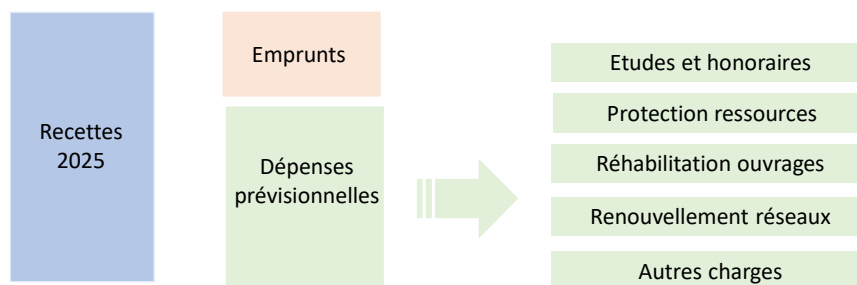 Recettes
2025
Emprunts
Dépenses
prévisionnelles
Etudes et honoraires
Protection ressources
Réhabilitation ouvrages
Renouvellement réseaux
Autres charges